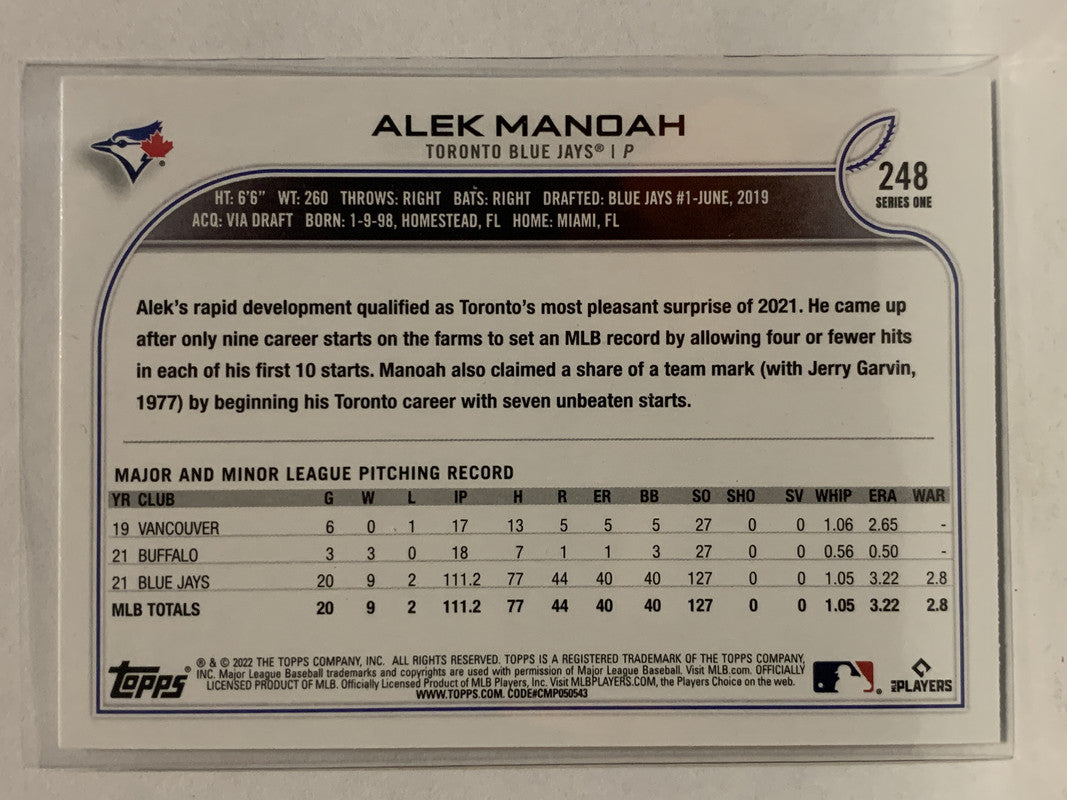 ALEK MANOAH
TORONTO BLUE JAYS® | P
248
SERIES ONE
HT: 6'6" WT: 260 THROWS: RIGHT BATS: RIGHT DRAFTED: BLUE JAYS #1-JUNE, 2019
ACQ: VIA DRAFT BORN: 1-9-98, HOMESTEAD, FL HOME: MIAMI, FL
Alek's rapid development qualified as Toronto's most pleasant surprise of 2021. He came up
after only nine career starts on the farms to set an MLB record by allowing four or fewer hits
in each of his first 10 starts. Manoah also claimed a share of a team mark (with Jerry Garvin,
1977) by beginning his Toronto career with seven unbeaten starts.
MAJOR AND MINOR LEAGUE PITCHING RECORD
YR CLUB G W L IP H R ER BB SO SHO SV WHIP ERA WAR
19 VANCOUVER 6 0 1 17 13 5 5 5 27 0 0 1.06 2.65 -
21 BUFFALO 3 3 0 18 7 1 1 3 27 0 0 0.56 0.50 -
21 BLUE JAYS 20 9 2 111.2 77 44 40 40 127 0 0 1.05 3.22 2.8
MLB TOTALS 20 9 2 111.2 77 44 40 40 127 0 0 1.05 3.22 2.8
Topps®
® & © 2022 THE TOPPS COMPANY, INC. ALL RIGHTS RESERVED. TOPPS IS A REGISTERED TRADEMARK OF THE TOPPS COMPANY,
INC. Major League Baseball trademarks and copyrights are used with permission of Major League Baseball. Visit MLB.com. OFFICIALLY
LICENSED PRODUCT OF MLB. Officially Licensed Product of MLB Players, Inc. Visit MLBPLAYERS.COM, the Players Choice on the web.
WWW.TOPPS.COM. CODE#CMP050543
MLB PLAYERS